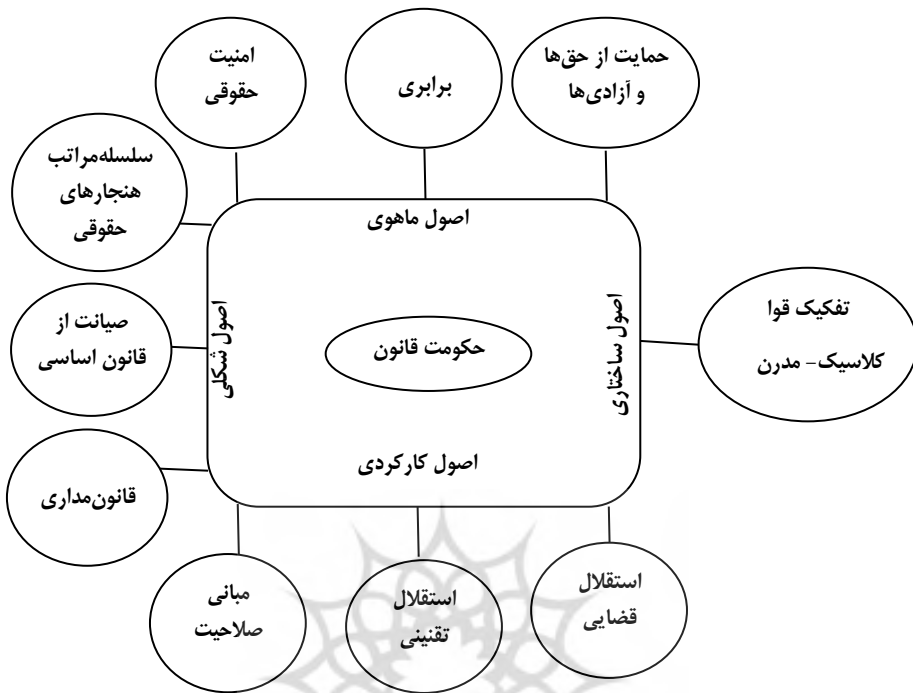 حمایت از حق‌ها
و آزادی‌ها
برابری
امنیت
حقوقی
سلسله‌مراتب
هنجارهای
حقوقی
اصول ماهوی
تفکیک قوا
کلاسیک- مدرن
اصول ساختاری
حکومت قانون
اصول شکلی
صیانت از
قانون اساسی
اصول کارکردی
قانون‌مداری
استقلال
قضایی
استقلال
تقنینی
مبانی
صلاحیت